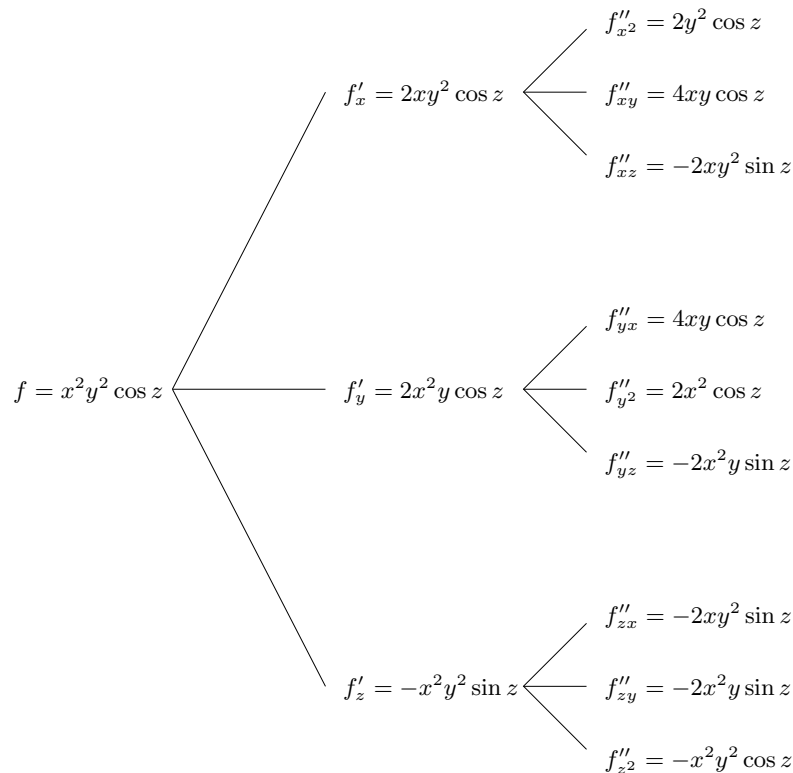 f''_{x^2} = 2y^2 \cos z
f'_x = 2xy^2 \cos z
f''_{xy} = 4xy \cos z
f''_{xz} = -2xy^2 \sin z
f''_{yx} = 4xy \cos z
f = x^2y^2 \cos z
f'_y = 2x^2y \cos z
f''_{y^2} = 2x^2 \cos z
f''_{yz} = -2x^2y \sin z
f''_{zx} = -2xy^2 \sin z
f'_z = -x^2y^2 \sin z
f''_{zy} = -2x^2y \sin z
f''_{z^2} = -x^2y^2 \cos z